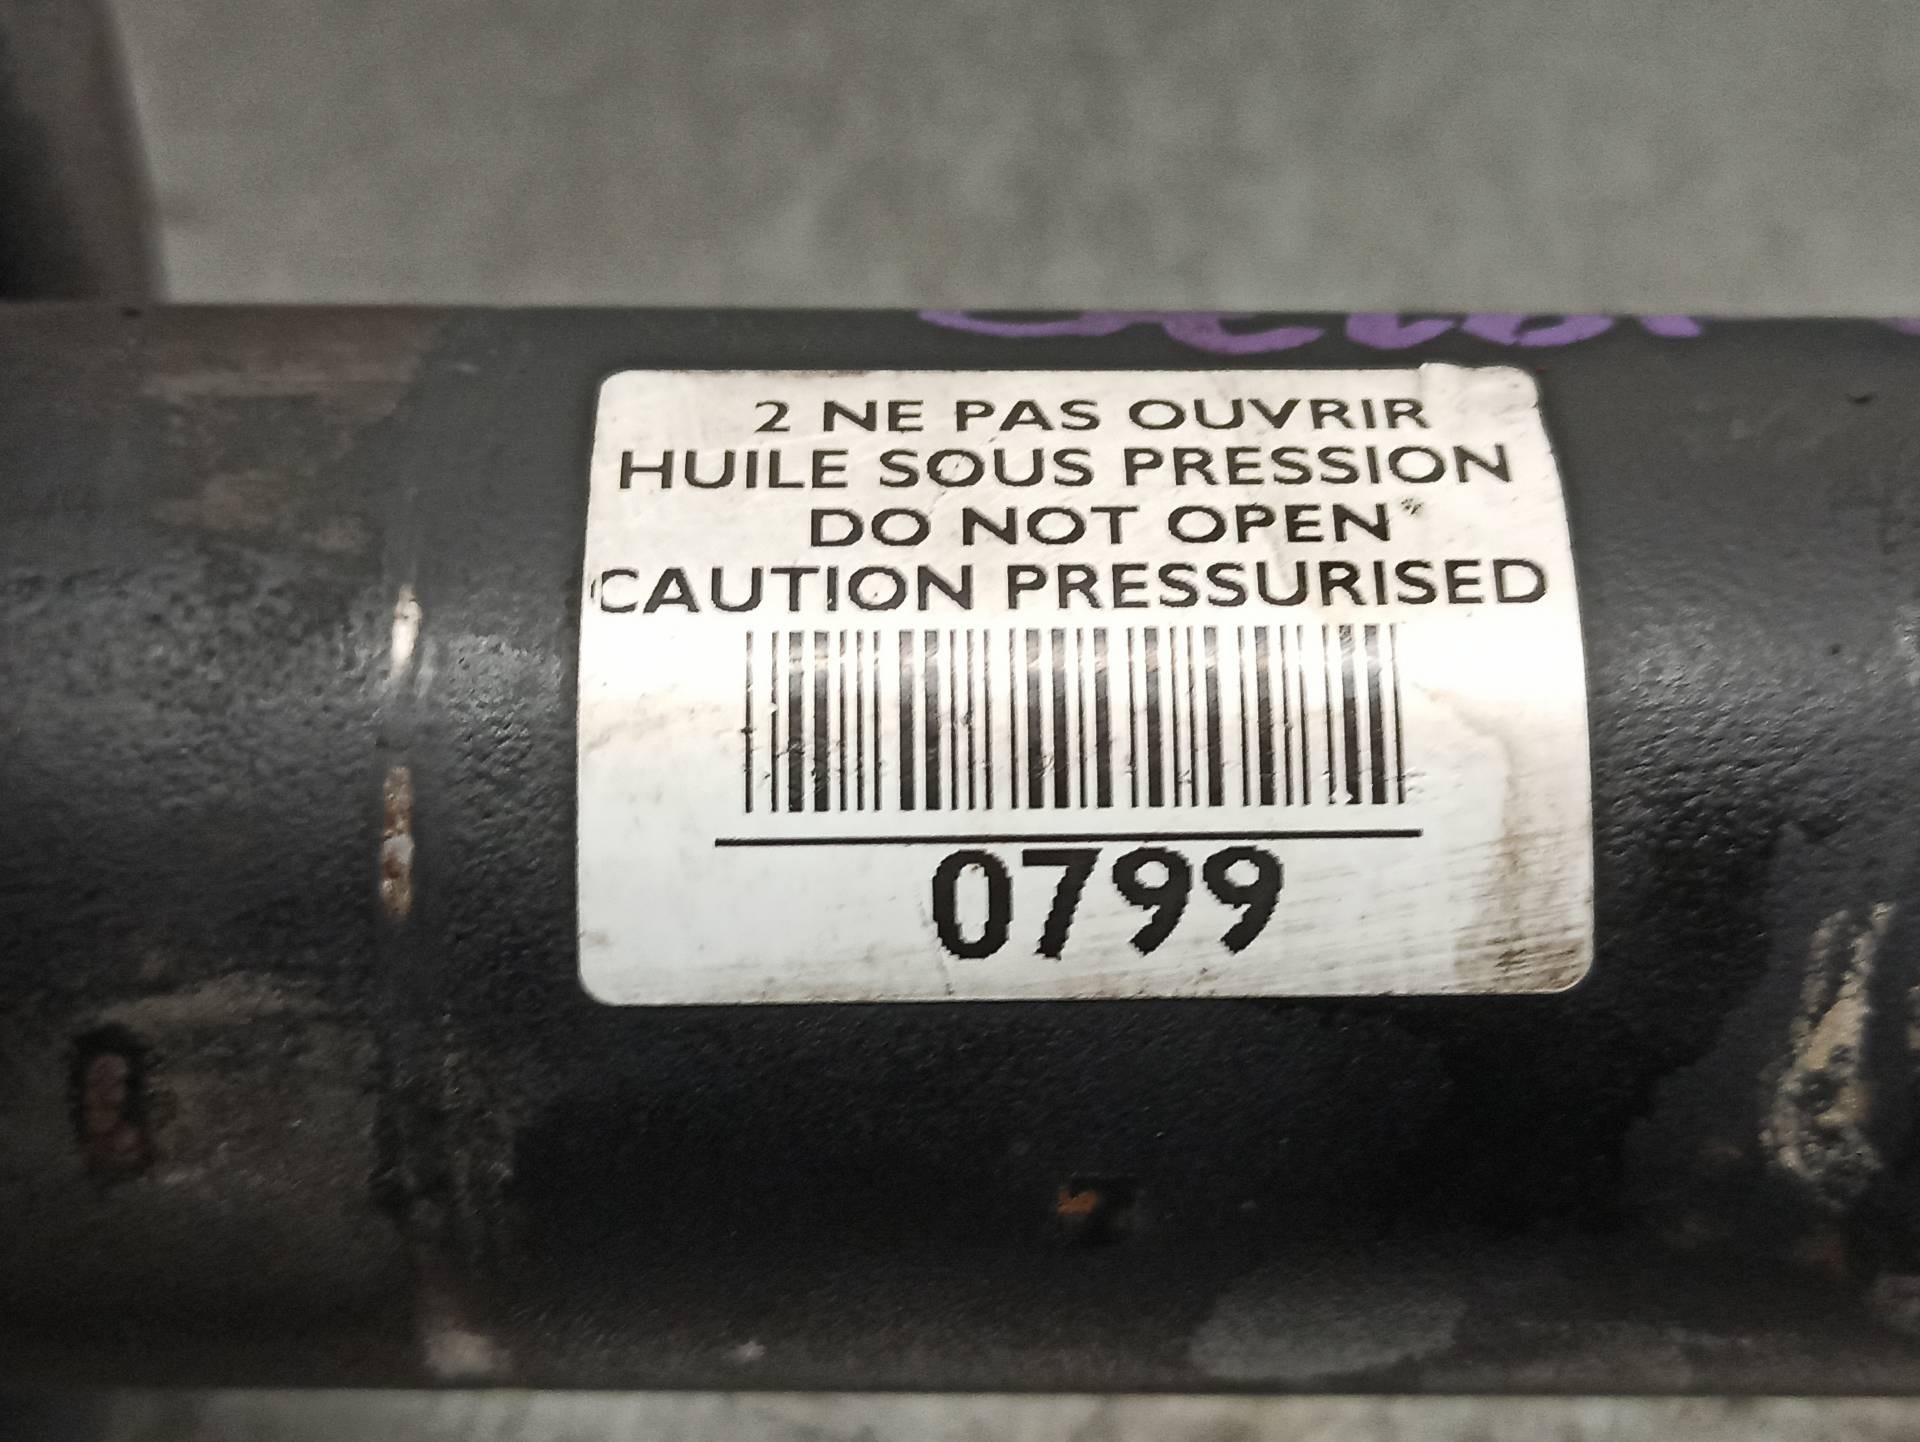 2 NE PAS OUVRIR
HUILE SOUS PRESSION
DO NOT OPEN*
CAUTION PRESSURISED
0799